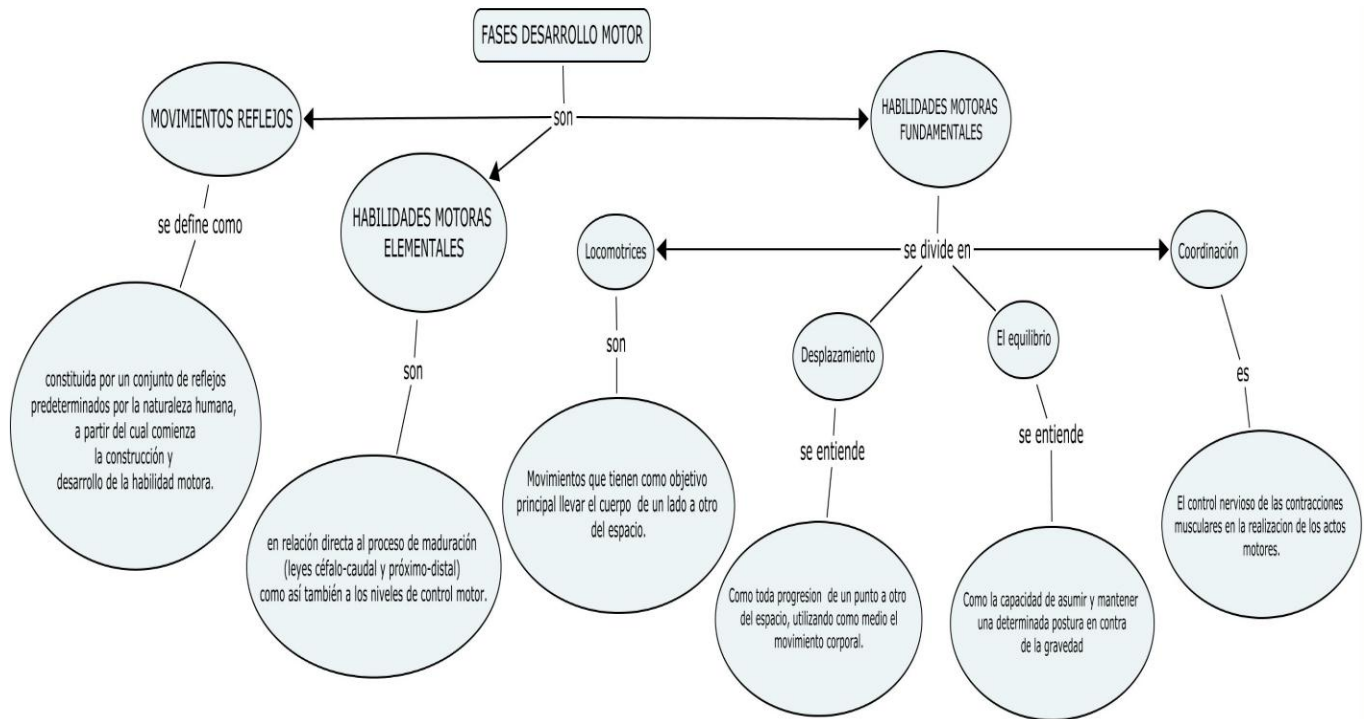 FASES DESARROLLO MOTOR
son
MOVIMIENTOS REFLEJOS
se define como
constituida por un conjunto de reflejos
predeterminados por la naturaleza humana,
a partir del cual comienza
la construcción y
desarrollo de la habilidad motora.
HABILIDADES MOTORAS
ELEMENTALES
son
en relación directa al proceso de maduración
(leyes céfalo-caudal y próximo-distal)
como así también a los niveles de control motor.
HABILIDADES MOTORAS
FUNDAMENTALES
se divide en
Locomotrices
son
Movimientos que tienen como objetivo
principal llevar el cuerpo de un lado a otro
del espacio.
Desplazamiento
se entiende
Como toda progresion de un punto a otro
del espacio, utilizando como medio el
movimiento corporal.
El equilibrio
se entiende
Como la capacidad de asumir y mantener
una determinada postura en contra
de la gravedad
Coordinación
es
El control nervioso de las contracciones
musculares en la realizacion de los actos
motores.